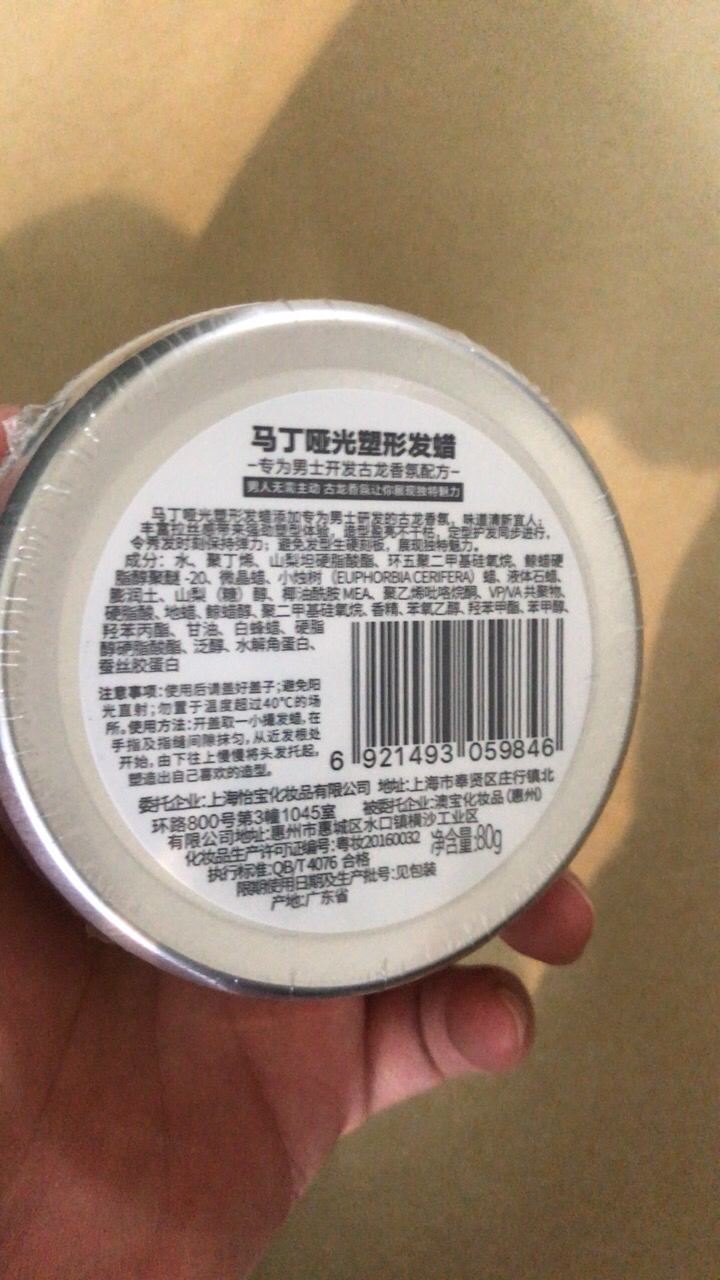 马丁哑光塑形发蜡
-专为男士开发古龙香氛配方-
男人无需主动 古龙香氛让你展现独特魅力
马丁哑光塑形发蜡添加专为男士研发的古龙香氛，味道清新宜人；
丰富拉丝感带来强劲塑型体验，造型盈亮不干枯，定型护发同步进行，
令秀发时刻保持弹力；避免发型生硬刻板，展现独特魅力。
成分：水、聚丁烯、山梨坦硬脂酸酯、环五聚二甲基硅氧烷、鲸蜡硬
脂醇聚醚-20、微晶蜡、小烛树（EUPHORBIA CERIFERA）蜡、液体石蜡、
膨润土、山梨（糖）醇、椰油酰胺 MEA、聚乙烯吡咯烷酮、VP/VA 共聚物、
硬脂酸、地蜡、鲸蜡醇、聚二甲基硅氧烷、香精、苯氧乙醇、羟苯甲酯、苯甲醇、
羟苯丙酯、甘油、白蜂蜡、硬脂
醇硬脂酸酯、泛醇、水解角蛋白、
蚕丝胶蛋白
注意事项：使用后请盖好盖子；避免阳
光直射；勿置于温度超过40℃的场
所。使用方法：开盖取一小撮发蜡，在
手指及指缝间隙抹匀，从近发根处
开始，由下往上慢慢将头发托起，
塑造出自己喜欢的造型。
6 921493 059846
委托企业：上海怡宝化妆品有限公司 地址：上海市奉贤区庄行镇北
环路800号第3幢1045室 被委托企业：澳宝化妆品（惠州）
有限公司地址：惠州市惠城区水口镇横沙工业区
化妆品生产许可证编号：粤妆20160032 净含量：80g
执行标准：QB/T 4076 合格
限期使用日期及生产批号：见包装
产地：广东省